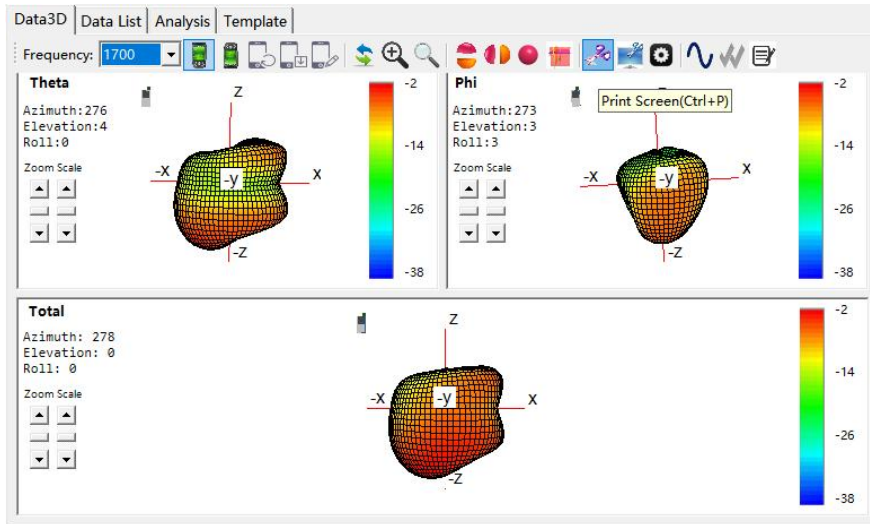 Data3D Data List Analysis Template
Frequency: 1700
Theta
Azimuth:276
Elevation:4
Roll:0
Zoom Scale
Z
-X
-y
X
-Z
-2
-14
-26
-38
Phi
Azimuth:273
Elevation:3
Roll:3
Zoom Scale
Print Screen(Ctrl+P)
-X
-y
X
-Z
-2
-14
-26
-38
Total
Azimuth: 278
Elevation: 0
Roll: 0
Zoom Scale
Z
-X
-y
X
-Z
-2
-14
-26
-38